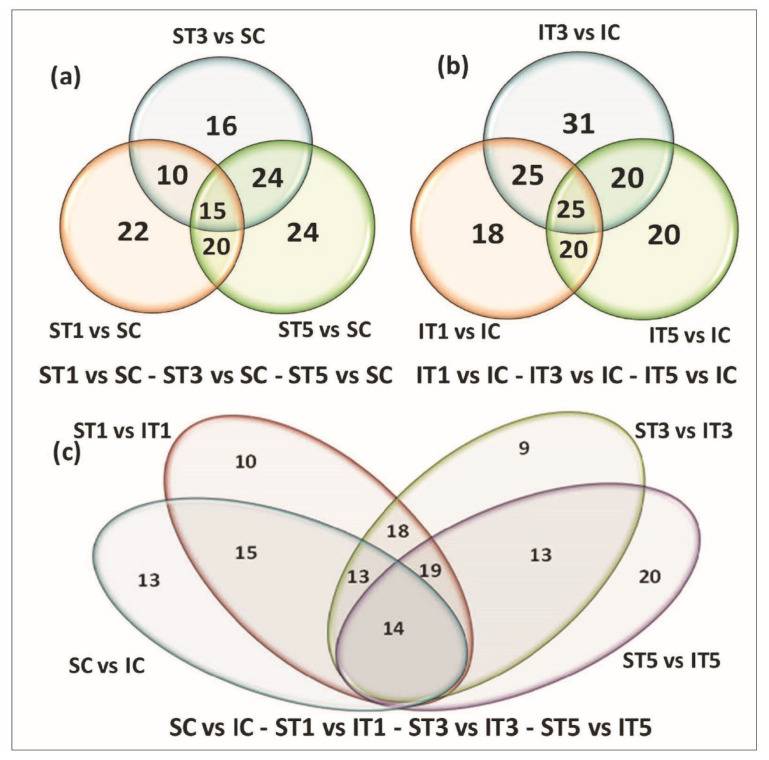 ST3 vs SC
(a)
16
10
24
15
22
20
24
ST1 vs SC
ST5 vs SC
ST1 vs SC - ST3 vs SC - ST5 vs SC
IT3 vs IC
(b)
31
25
20
25
18
20
20
IT1 vs IC
IT5 vs IC
IT1 vs IC - IT3 vs IC - IT5 vs IC
ST1 vs IT1
ST3 vs IT3
(c)
10
9
18
15
13
13
19
13
20
14
SC vs IC
ST5 vs IT5
SC vs IC - ST1 vs IT1 - ST3 vs IT3 - ST5 vs IT5